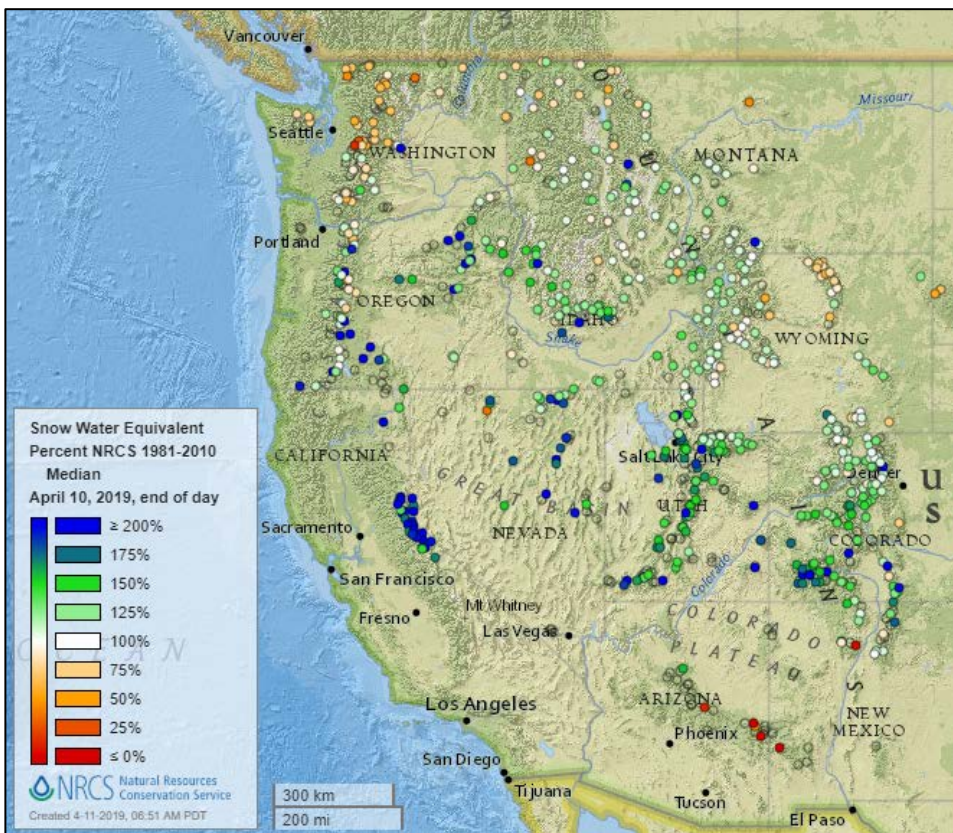 Vancouver
Columbia
Missouri
Seattle
WASHINGTON
MONTANA
Portland
OREGON
IDAHO
Snake
WYOMING
CALIFORNIA
Salt Lake City
Denver
U
S
GREAT BASIN
UTAH
NEVADA
COLORADO
Colorado
Sacramento
San Francisco
Fresno
Mt Whitney
Las Vegas
COLORADO
PLATEAU
ARIZONA
NEW
MEXICO
Phoenix
Los Angeles
San Diego
Tijuana
Tucson
El Paso
Snow Water Equivalent
Percent NRCS 1981-2010
Median
April 10, 2019, end of day
≥ 200%
175%
150%
125%
100%
75%
50%
25%
≤ 0%
NRCS Natural Resources
Conservation Service
Created 4-11-2019, 06:51 AM PDT
300 km
200 mi